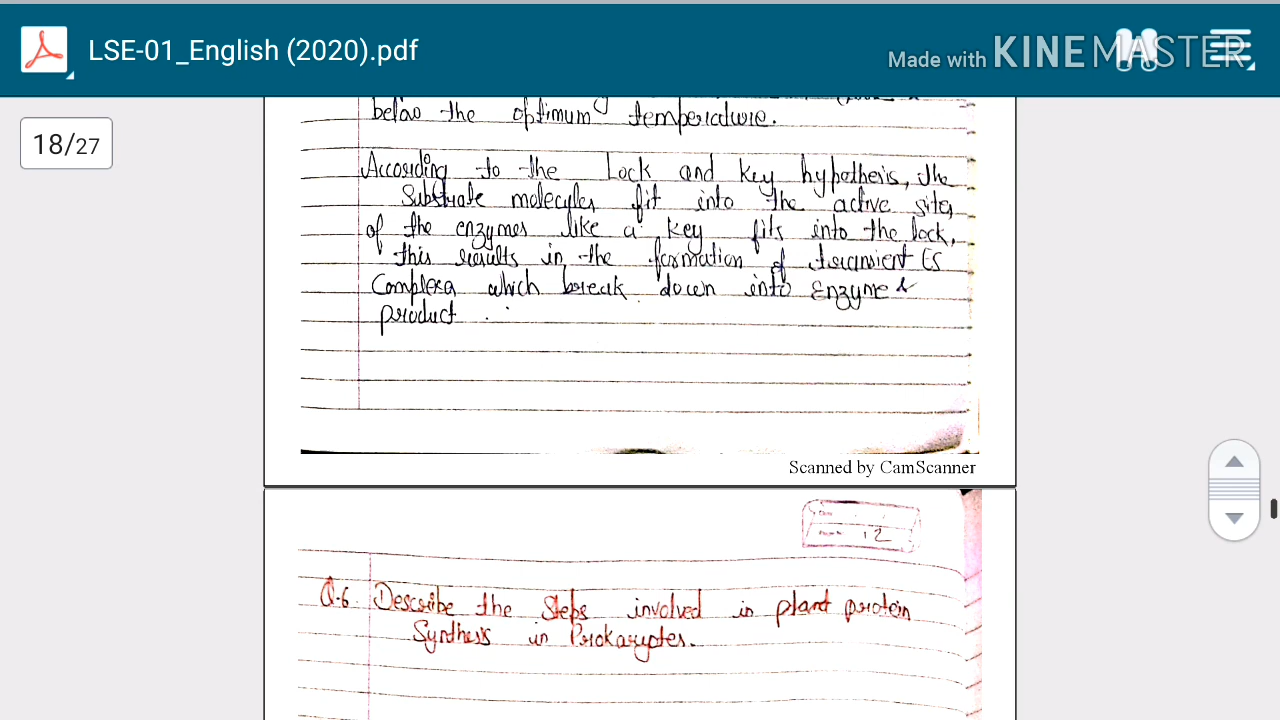 LSE-01_English (2020).pdf
Made with KINEMASTER
18/27
below the optimum temperature.
According to the Lock and key hypothesis, the
Substrate molecules fit into the active sites
of the enzymes like a key fits into the lock,
this results in the formation of transient ES
Complexa which break down into Enzyme &
product.
Scanned by CamScanner
12
Q.6. Describe the Steps involved in plant protein
Synthesis in Prokaryotes.